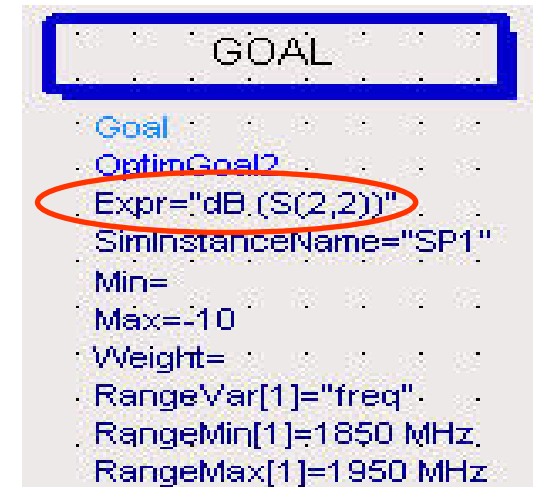 GOAL
Goal
OptimGoal2
Expr="dB (S(2,2))"
SimInstanceName="SP1"
Min=
Max=-10
Weight=
RangeVar[1]="freq"
RangeMin[1]=1850 MHz
RangeMax[1]=1950 MHz